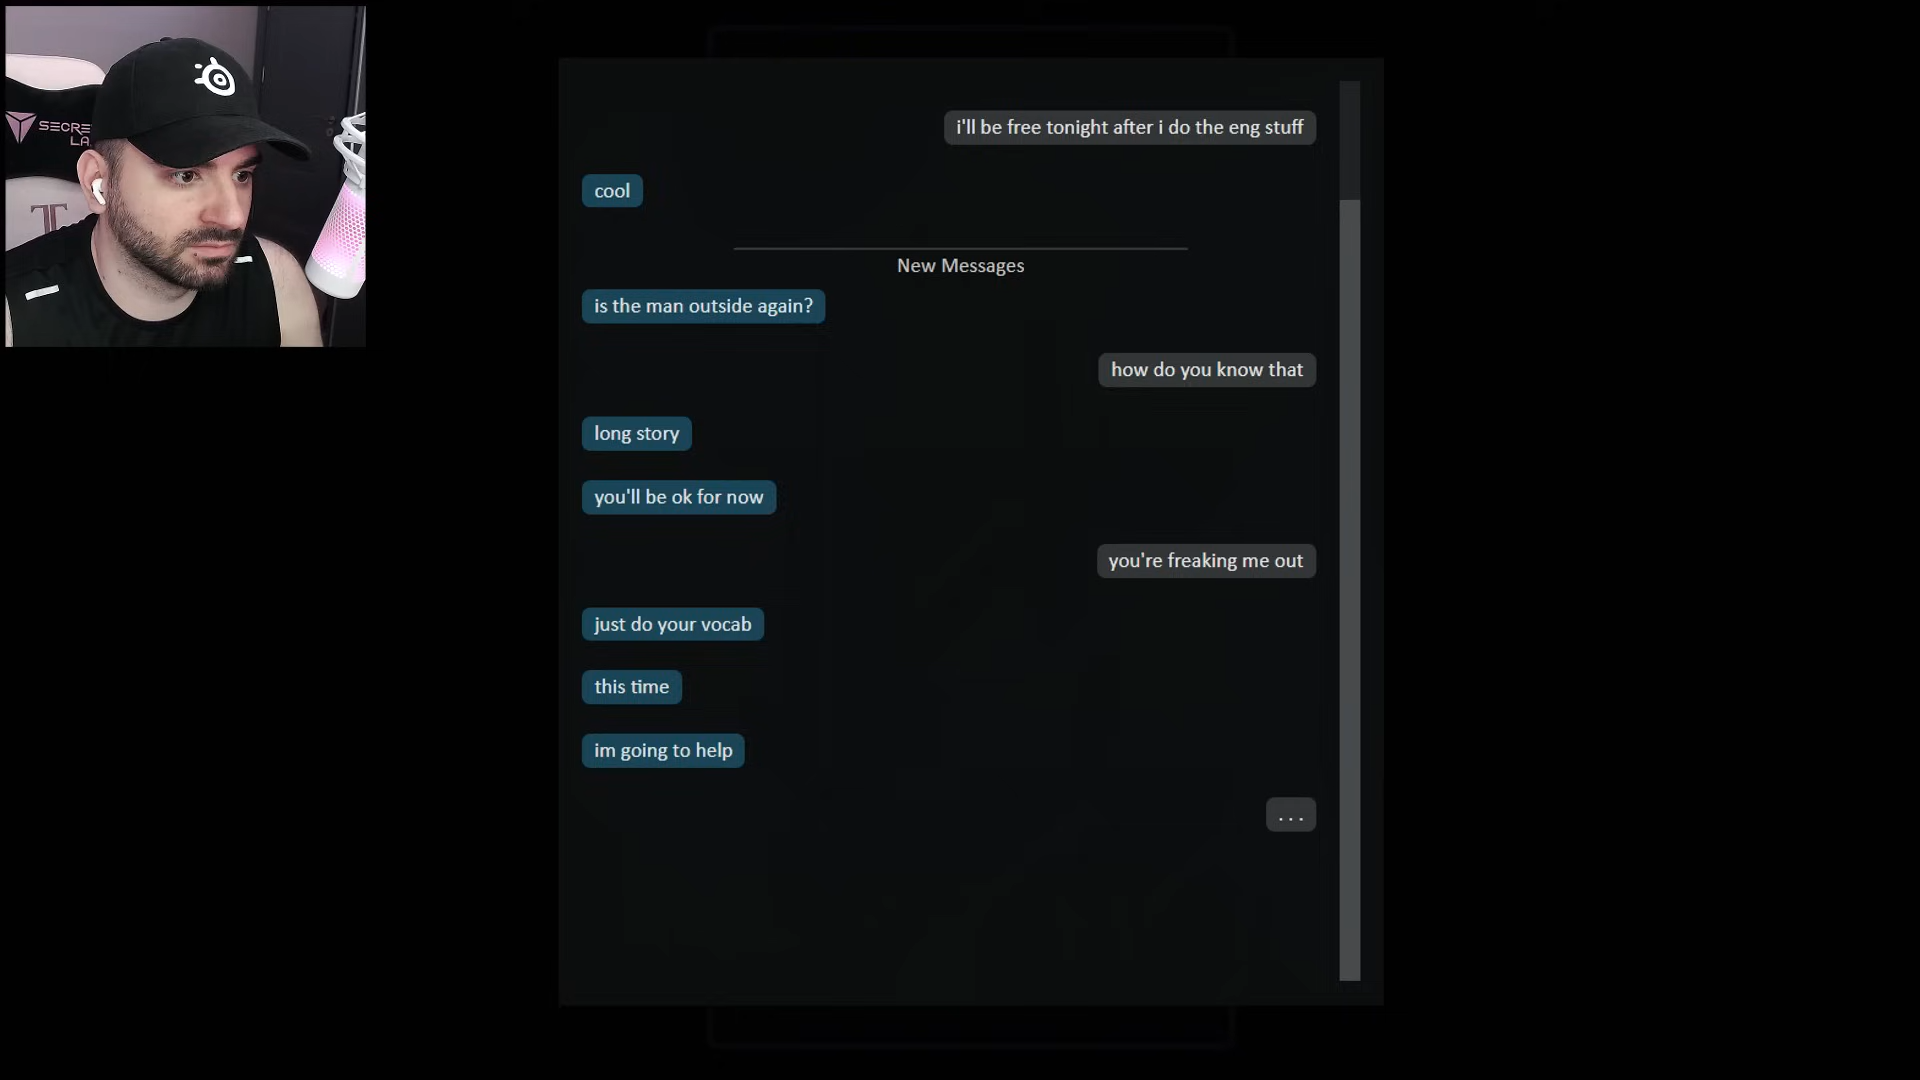 SECRE
LA
i'll be free tonight after i do the eng stuff
cool
New Messages
is the man outside again?
how do you know that
long story
you'll be ok for now
you're freaking me out
just do your vocab
this time
im going to help
...